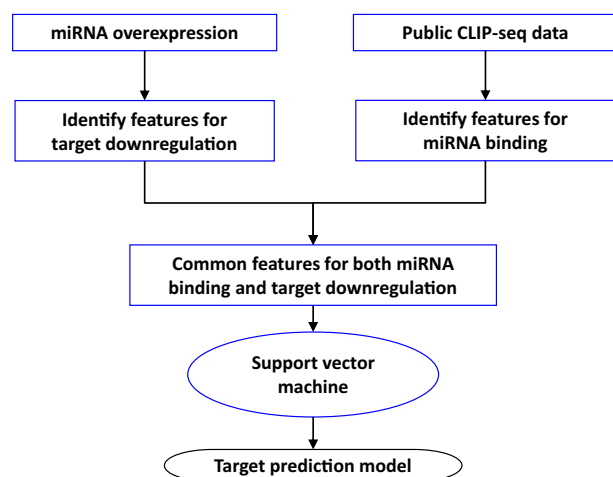 miRNA overexpression
Public CLIP-seq data
Identify features for
target downregulation
Identify features for
miRNA binding
Common features for both miRNA
binding and target downregulation
Support vector
machine
Target prediction model